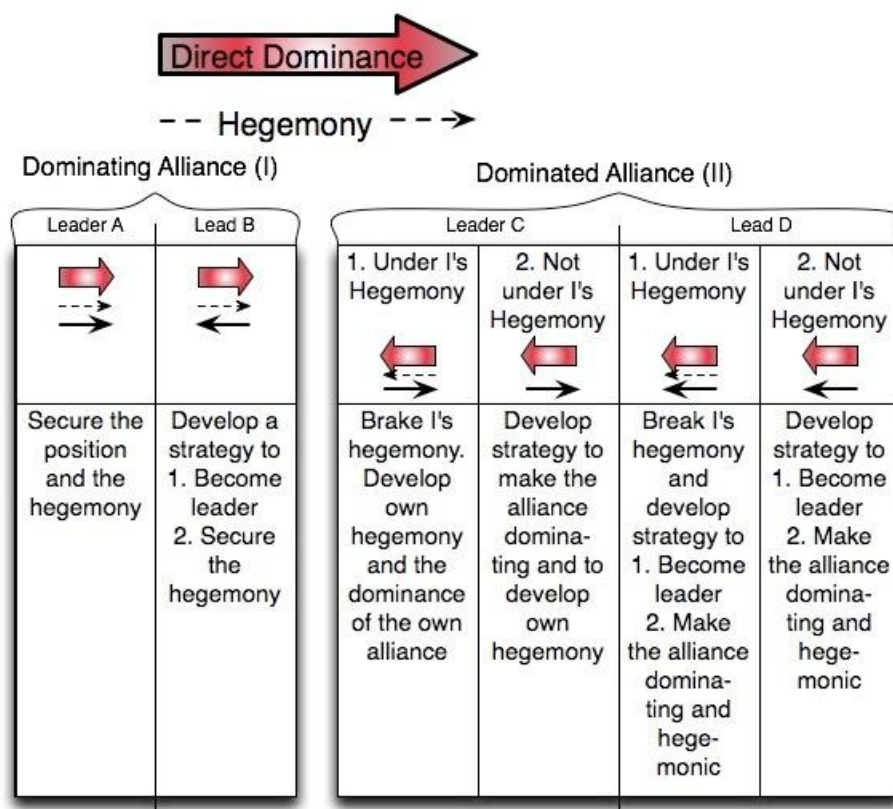 Direct Dominance
Hegemony
Dominating Alliance (I)
Dominated Alliance (II)
Leader A
Lead B
Leader C
Lead D
1. Under I's
Hegemony
2. Not
under I's
Hegemony
1. Under I's
Hegemony
2. Not
under I's
Hegemony
Secure the
position
and the
hegemony
Develop a
strategy to
1. Become
leader
2. Secure
the
hegemony
Brake I's
hegemony.
Develop
own
hegemony
and the
dominance
of the own
alliance
Develop
strategy to
make the
alliance
domina-
ting and to
develop
own
hegemony
Break I's
hegemony
and
develop
strategy to
1. Become
leader
2. Make
the alliance
domina-
ting and
hege-
monic
Develop
strategy to
1. Become
leader
2. Make
the alliance
domina-
ting and
hege-
monic